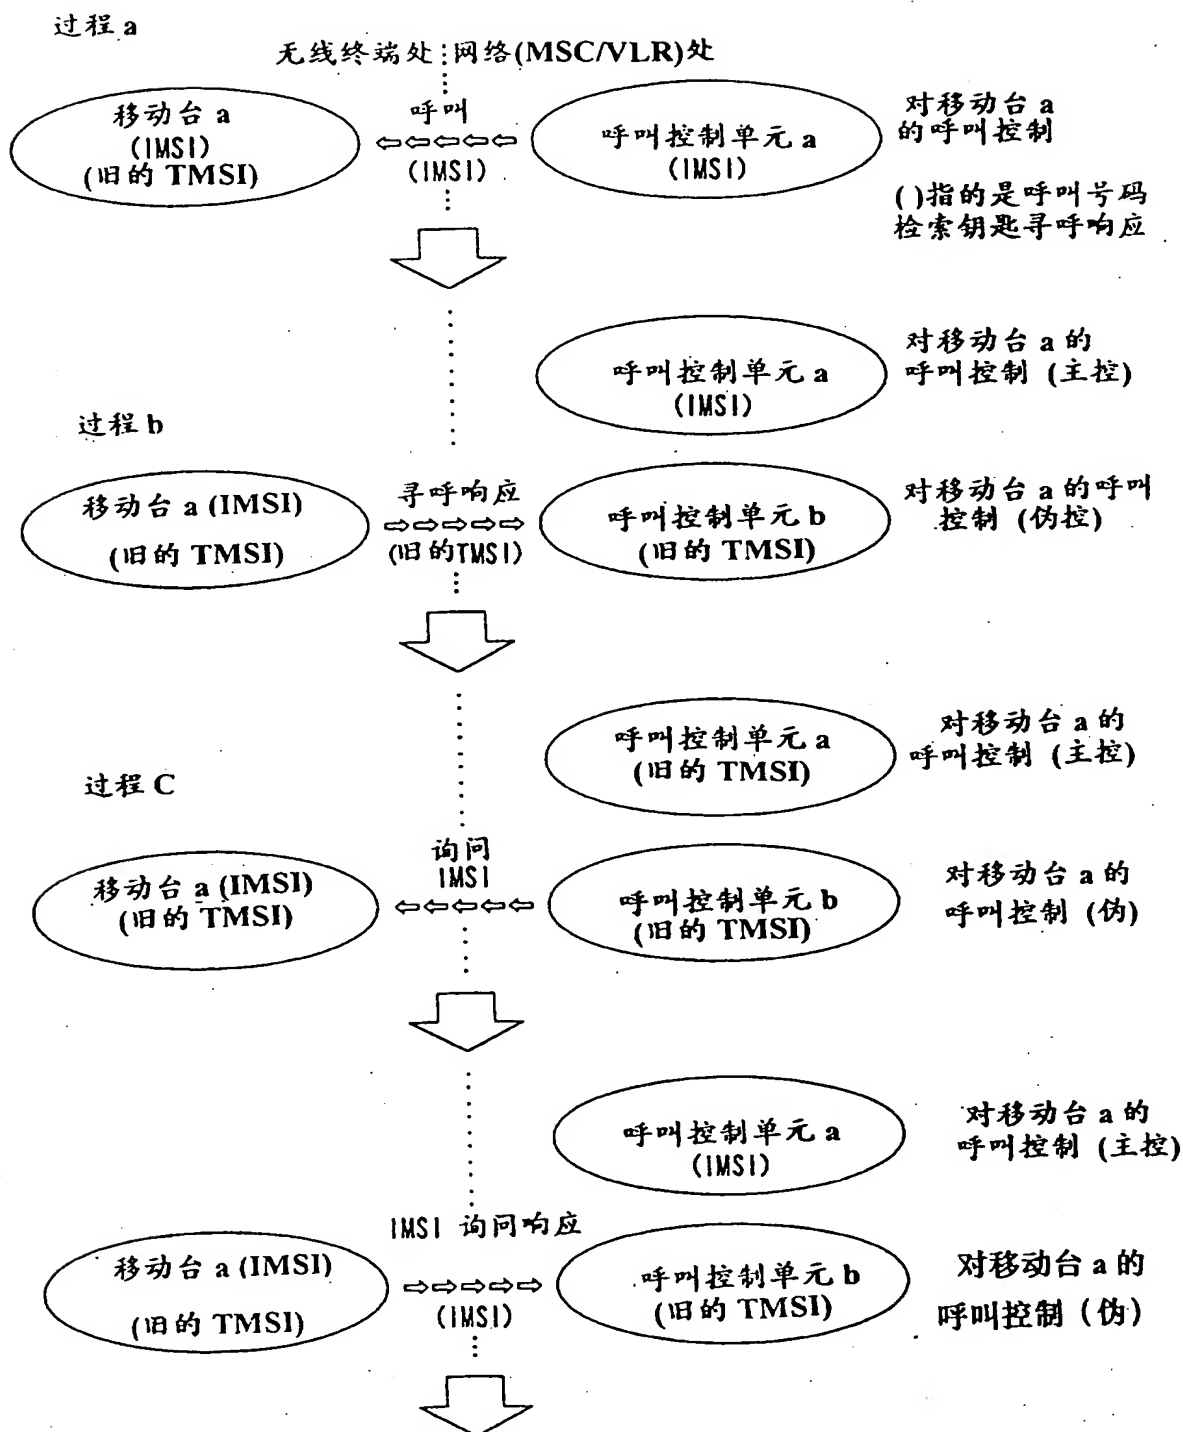 过程 a
无线终端处 网络(MSC/VLR)处
移动台 a
(IMSI)
(旧的 TMSI)
呼叫
(IMSI)
呼叫控制单元 a
(IMSI)
对移动台 a
的呼叫控制
( )指的是呼叫号码
检索钥匙寻呼响应
呼叫控制单元 a
(IMSI)
对移动台 a 的
呼叫控制 (主控)
过程 b
移动台 a (IMSI)
(旧的 TMSI)
寻呼响应
(旧的TMSI)
呼叫控制单元 b
(旧的 TMSI)
对移动台 a 的呼叫
控制 (伪控)
呼叫控制单元 a
(旧的 TMSI)
对移动台 a 的
呼叫控制 (主控)
过程 C
移动台 a (IMSI)
(旧的 TMSI)
询问
IMSI
呼叫控制单元 b
(旧的 TMSI)
对移动台 a 的
呼叫控制 (伪)
呼叫控制单元 a
(IMSI)
对移动台 a 的
呼叫控制 (主控)
移动台 a (IMSI)
(旧的 TMSI)
IMSI 询问响应
(IMSI)
呼叫控制单元 b
(旧的 TMSI)
对移动台 a 的
呼叫控制 (伪)